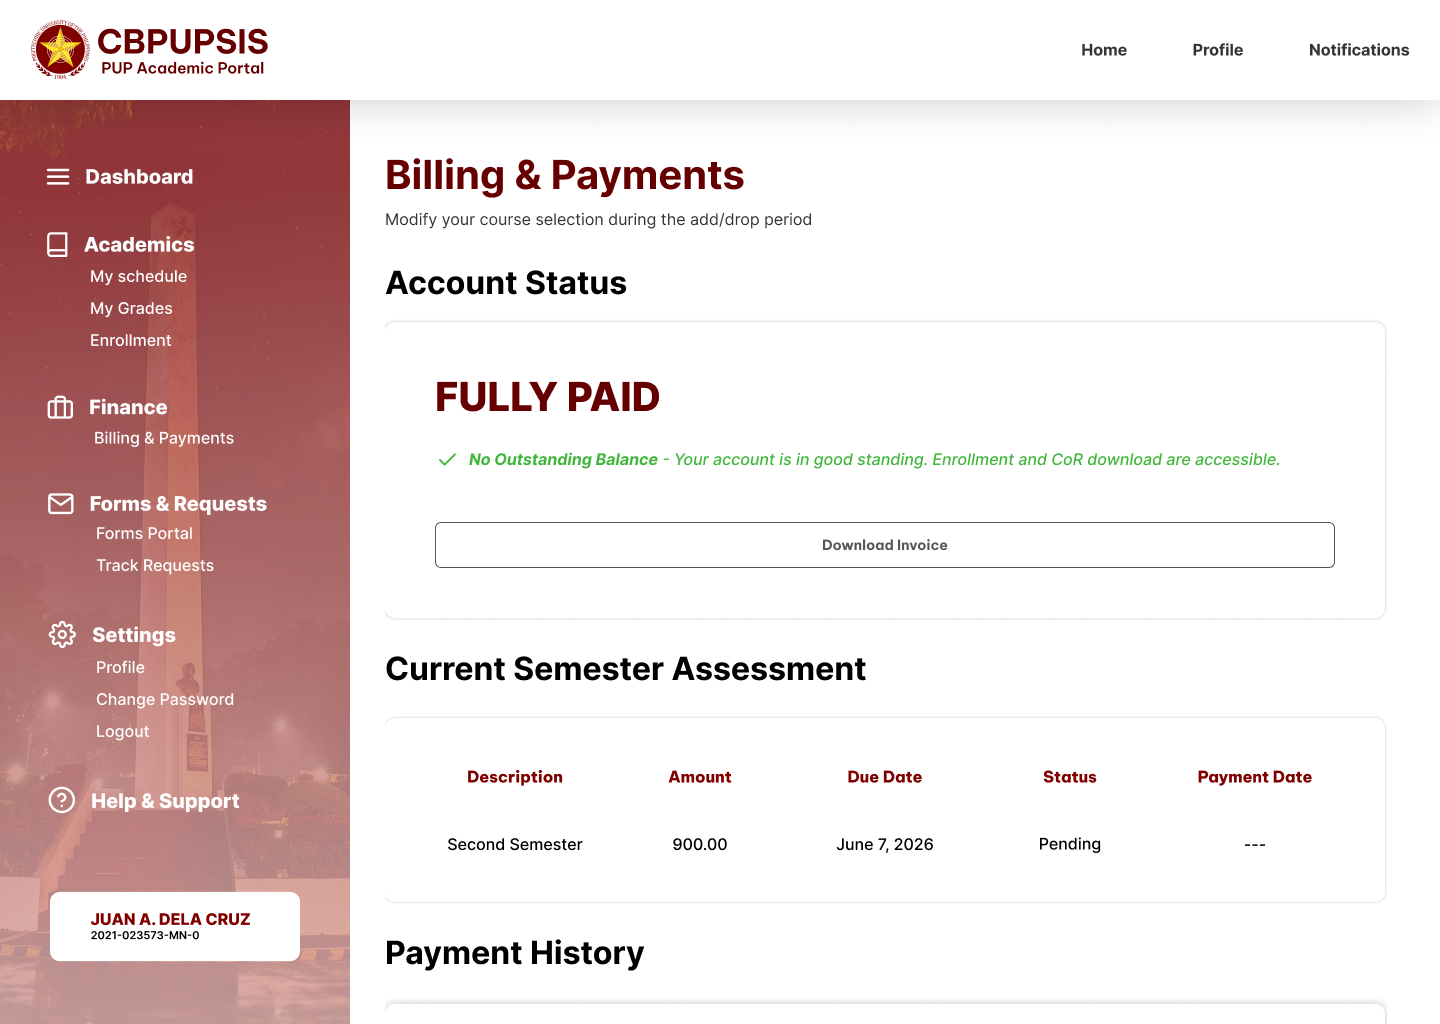 CBPUPSIS
PUP Academic Portal
Home
Profile
Notifications
Dashboard
Academics
My schedule
My Grades
Enrollment
Finance
Billing & Payments
Forms & Requests
Forms Portal
Track Requests
Settings
Profile
Change Password
Logout
Help & Support
JUAN A. DELA CRUZ
2021-023573-MN-0
Billing & Payments
Modify your course selection during the add/drop period
Account Status
FULLY PAID
No Outstanding Balance - Your account is in good standing. Enrollment and CoR download are accessible.
Download Invoice
Current Semester Assessment
Description Amount Due Date Status Payment Date
Second Semester 900.00 June 7, 2026 Pending ---
Payment History